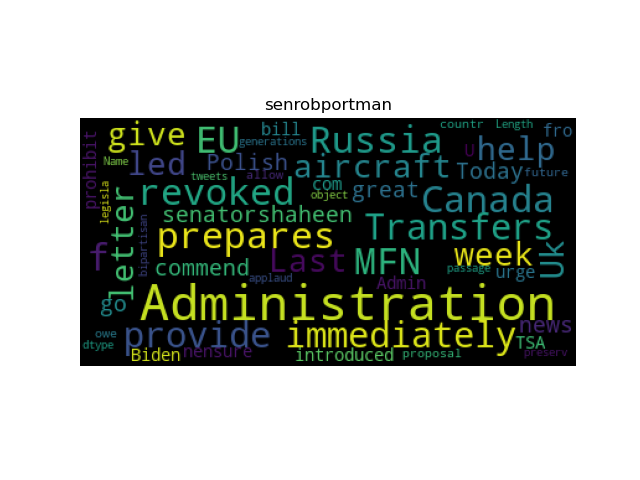 senrobportman
give EU bill Russia countr Length fro
generations help
prohibit Name led Polish aircraft U Today future
tweets allow
legisla letter revoked com object great Canada
senatorshaheen Transfers
f bipartisan prepares week Uk
commend Last MFN passage urge
applaud Admin
go Administration
owe provide immediately news
dtype Biden nensure introduced proposal TSA preserv